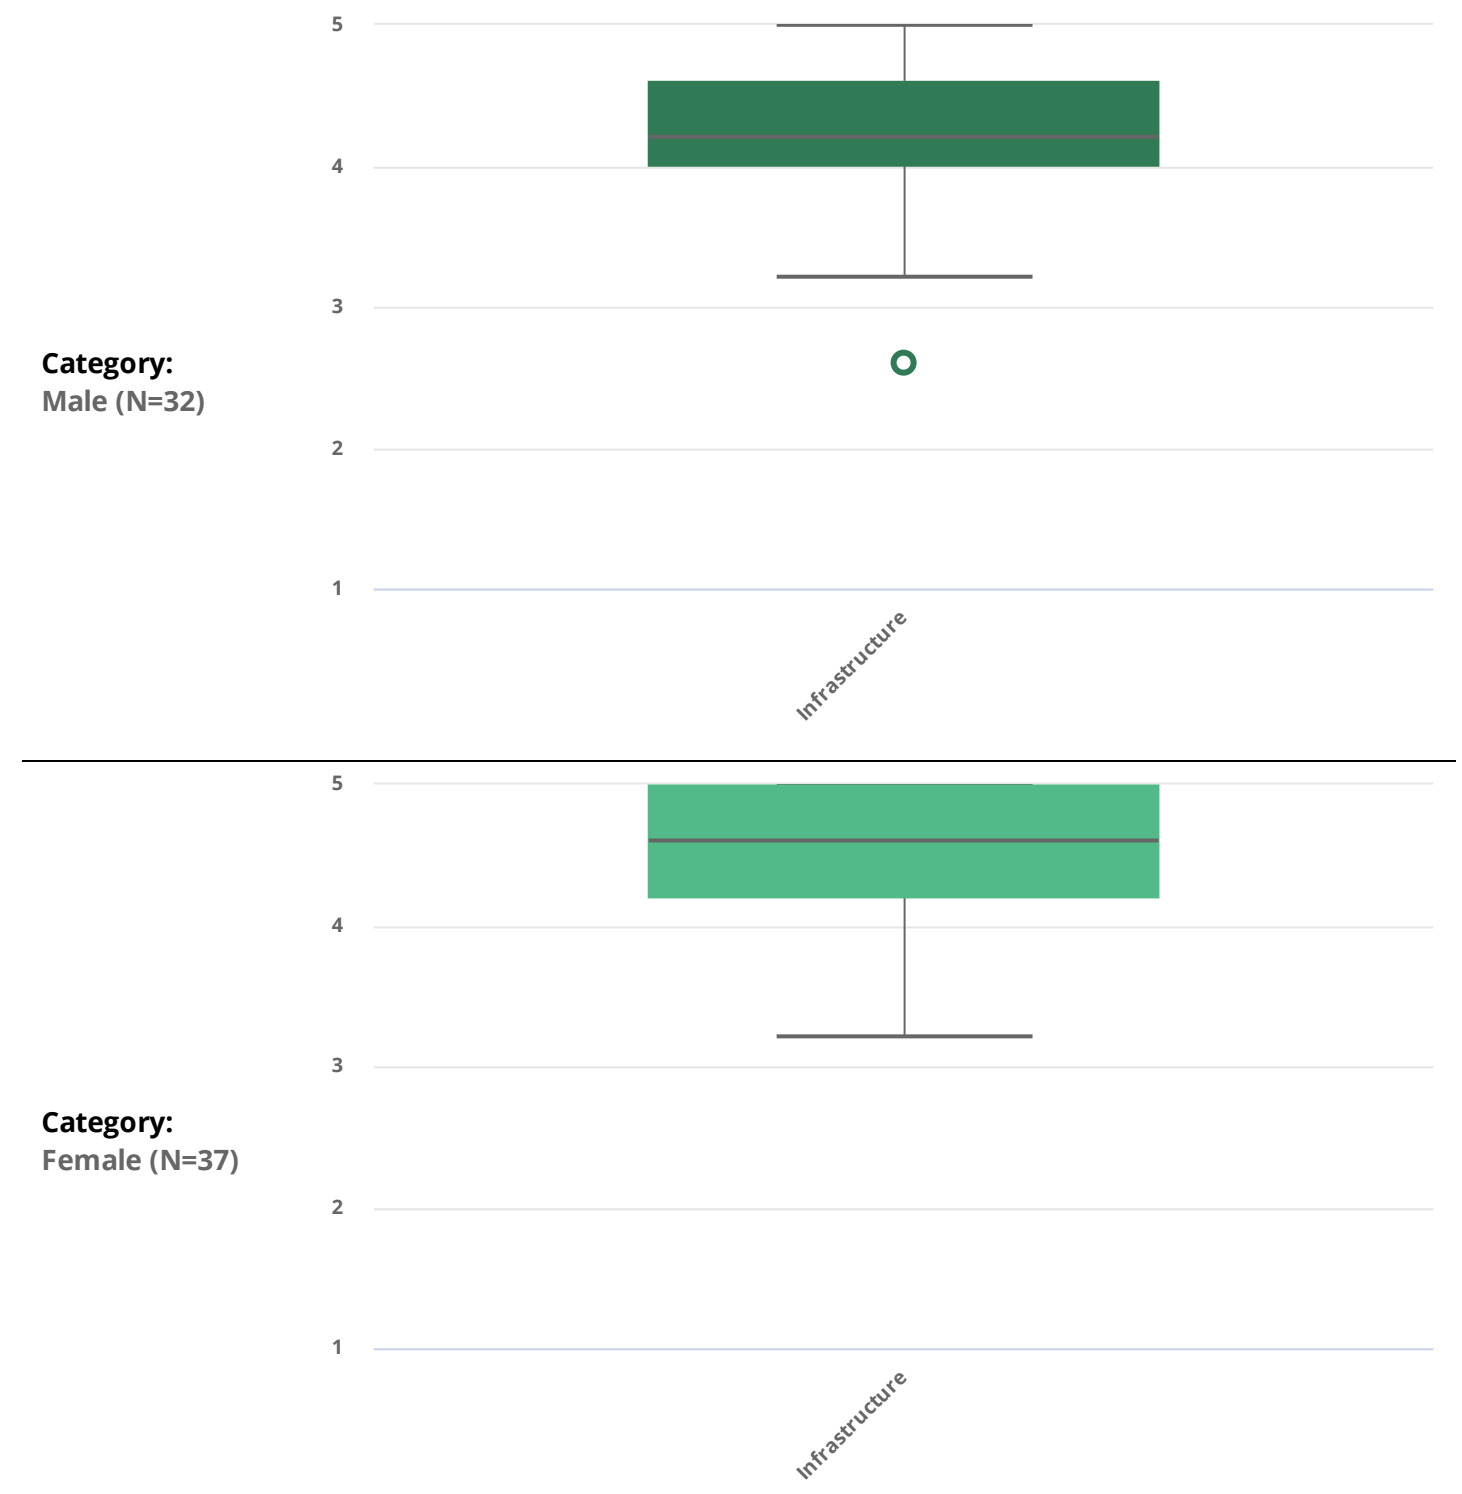 5
4
3
Category:
Male (N=32)
2
1
Infrastructure
5
4
3
Category:
Female (N=37)
2
1
Infrastructure